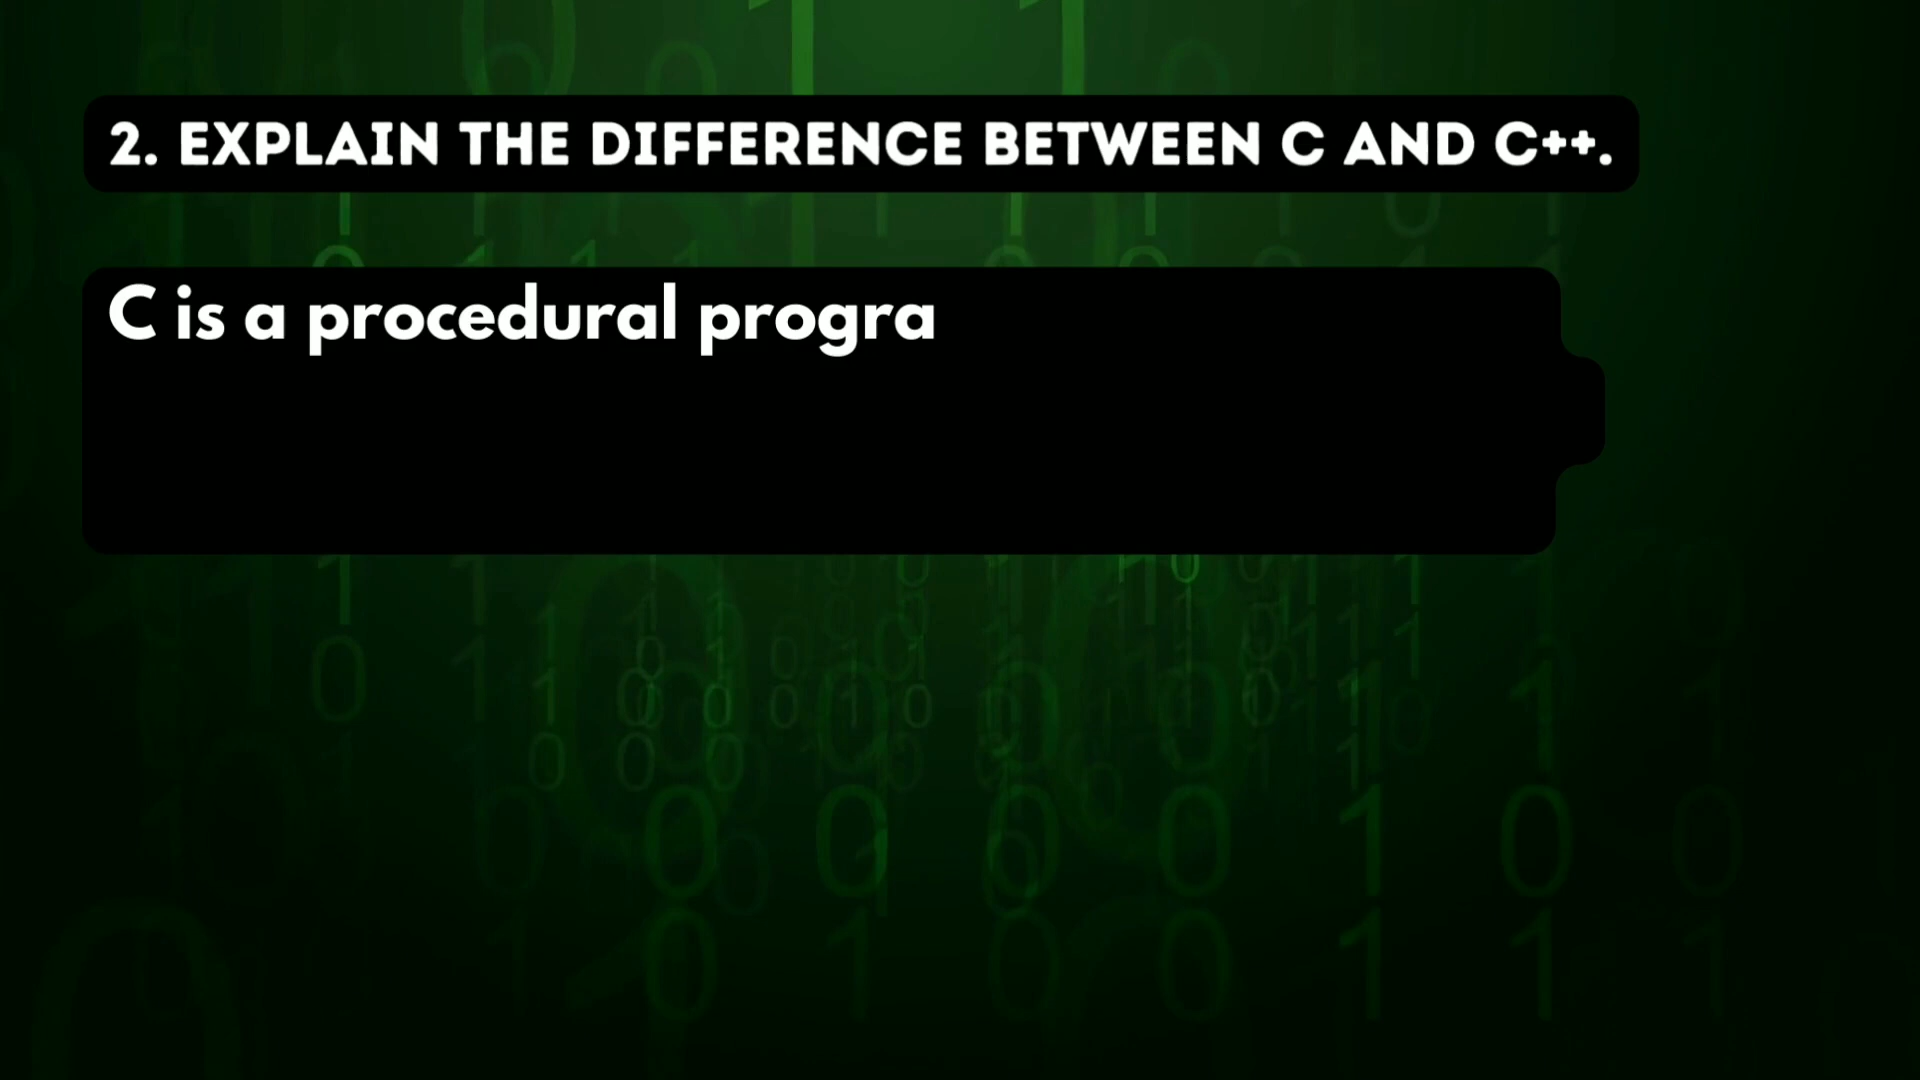 2. EXPLAIN THE DIFFERENCE BETWEEN C AND C++.
C is a procedural progra